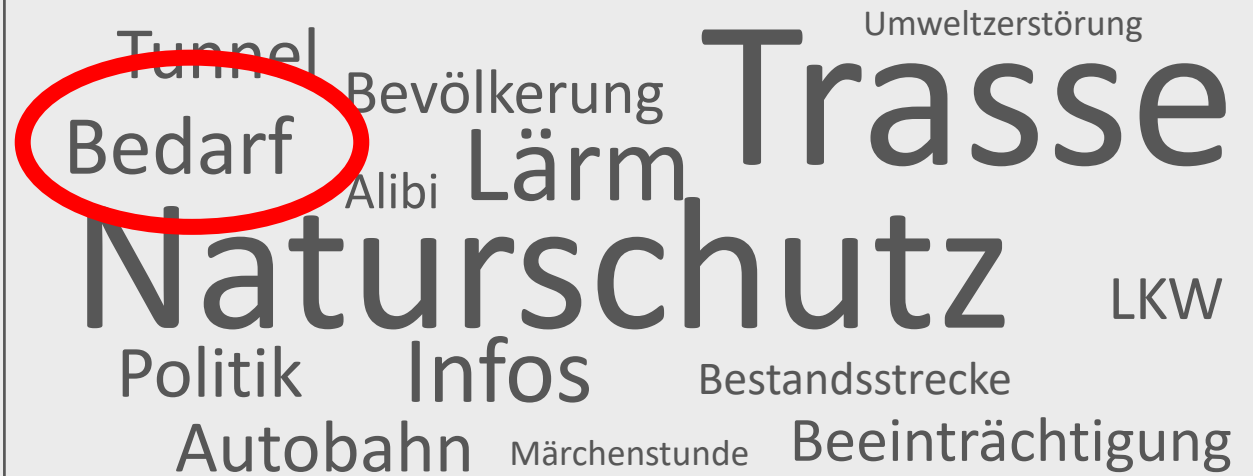 Umweltzerstörung
Tunnel
Trasse
Bevölkerung
Bedarf
Lärm
Alibi
Naturschutz
LKW
Politik
Infos
Bestandsstrecke
Autobahn
Märchenstunde
Beeinträchtigung